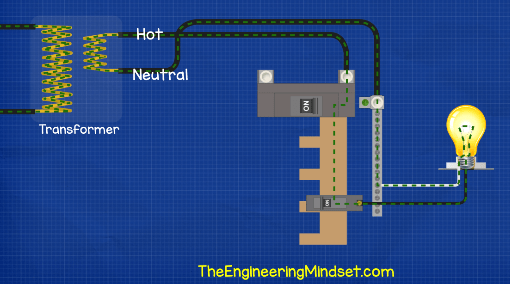 Hot
Neutral
Transformer
ON
ON
TheEngineeringMindset.com